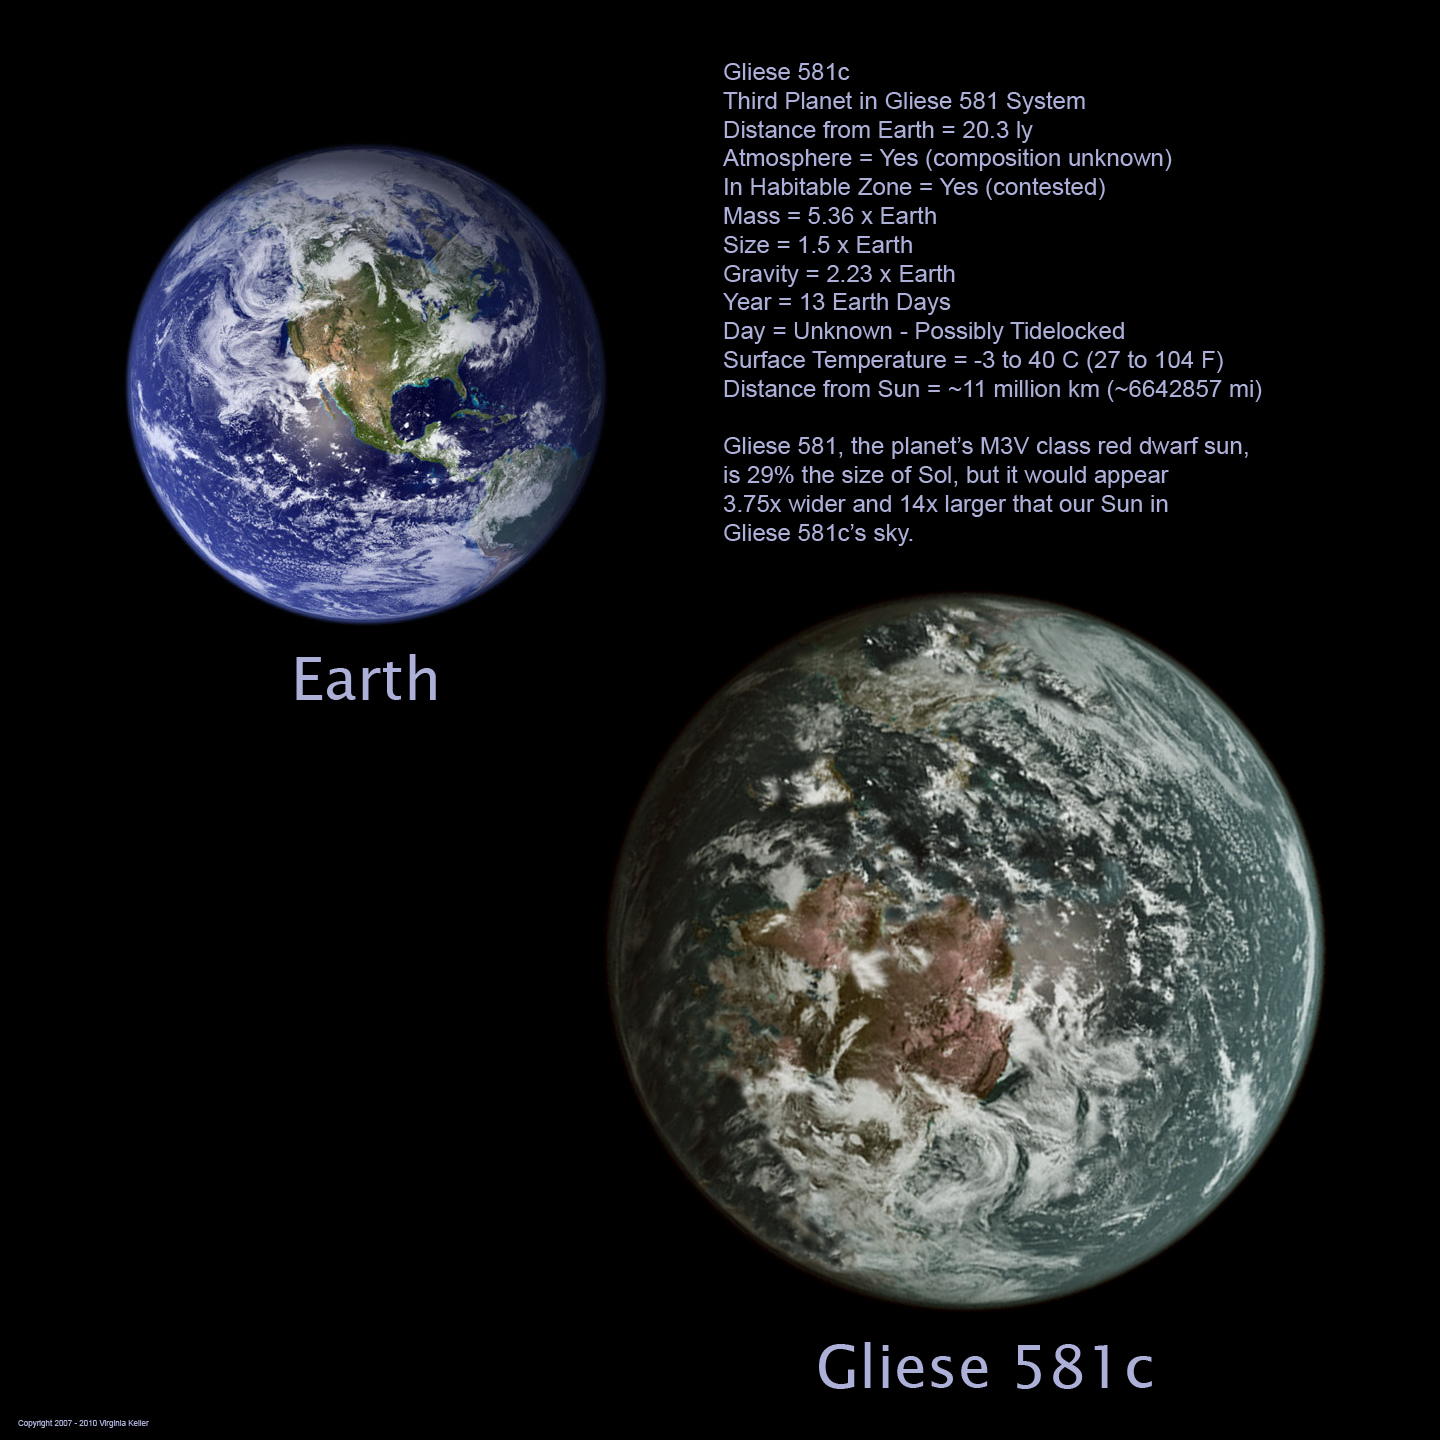 Gliese 581c
Third Planet in Gliese 581 System
Distance from Earth = 20.3 ly
Atmosphere = Yes (composition unknown)
In Habitable Zone = Yes (contested)
Mass = 5.36 x Earth
Size = 1.5 x Earth
Gravity = 2.23 x Earth
Year = 13 Earth Days
Day = Unknown - Possibly Tidelocked
Surface Temperature = -3 to 40 C (27 to 104 F)
Distance from Sun = ~11 million km (~6642857 mi)
Gliese 581, the planet’s M3V class red dwarf sun,
is 29% the size of Sol, but it would appear
3.75x wider and 14x larger that our Sun in
Gliese 581c’s sky.
Earth
Gliese 581c
Copyright 2007 - 2010 Virginia Keller